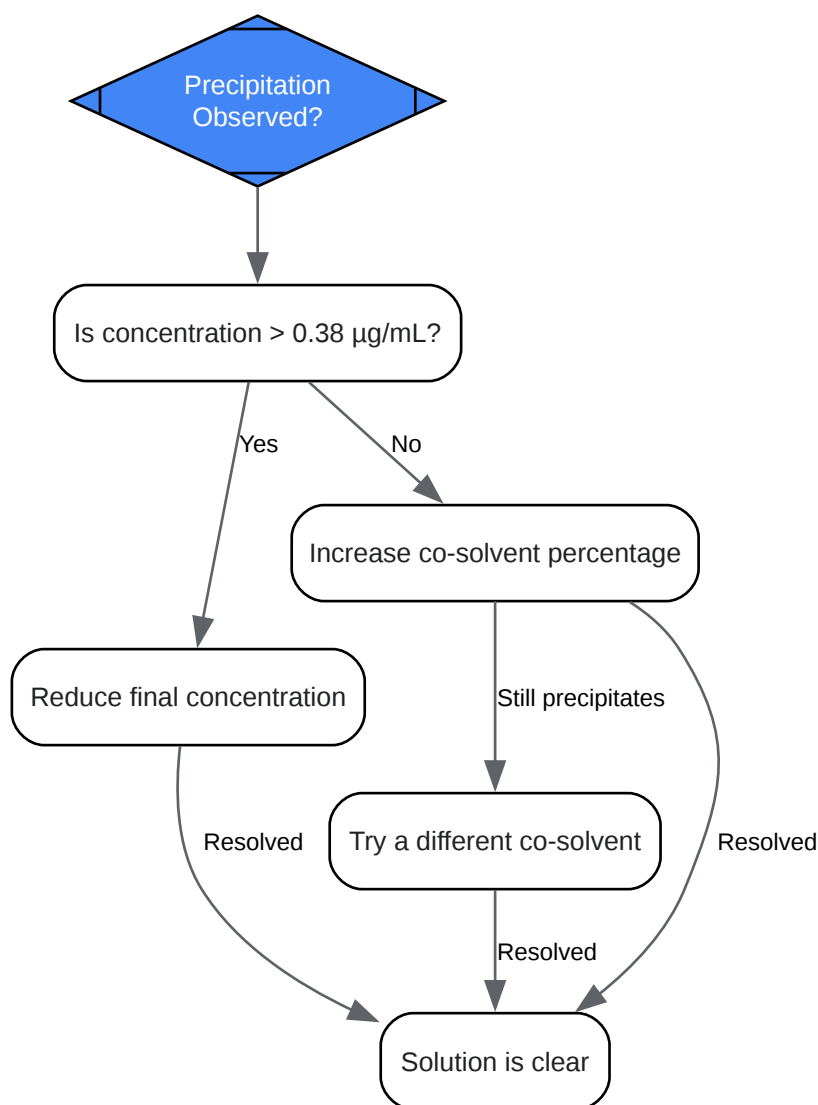 Precipitation
Observed?
Is concentration > 0.38 µg/mL?
Yes
No
Increase co-solvent percentage
Reduce final concentration
Still precipitates
Resolved
Try a different co-solvent
Resolved
Resolved
Solution is clear